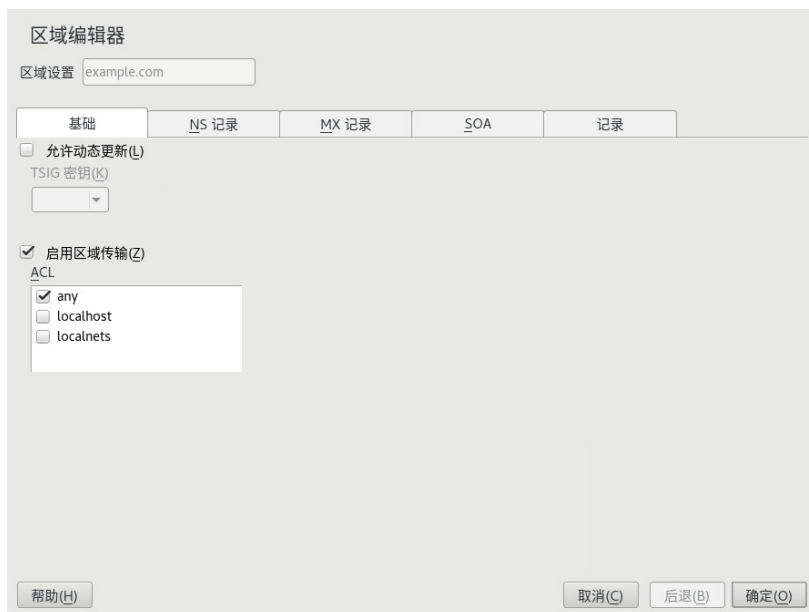 区域编辑器
区域设置 example.com
基础 NS 记录 MX 记录 SOA 记录
允许动态更新(L)
TSIG 密钥(K)
启用区域传输(Z)
ACL
any
localhost
localnets
帮助(H) 取消(C) 后退(B) 确定(O)